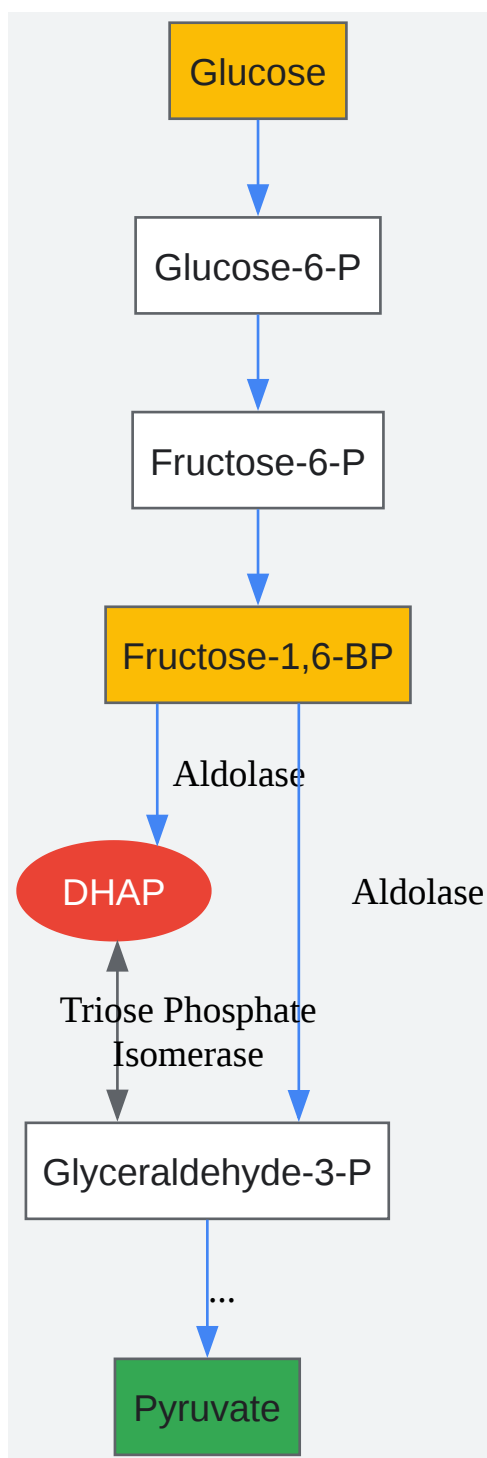 Glucose
Glucose-6-P
Fructose-6-P
Fructose-1,6-BP
Aldolase
DHAP
Aldolase
Triose Phosphate
Isomerase
Glyceraldehyde-3-P
...
Pyruvate